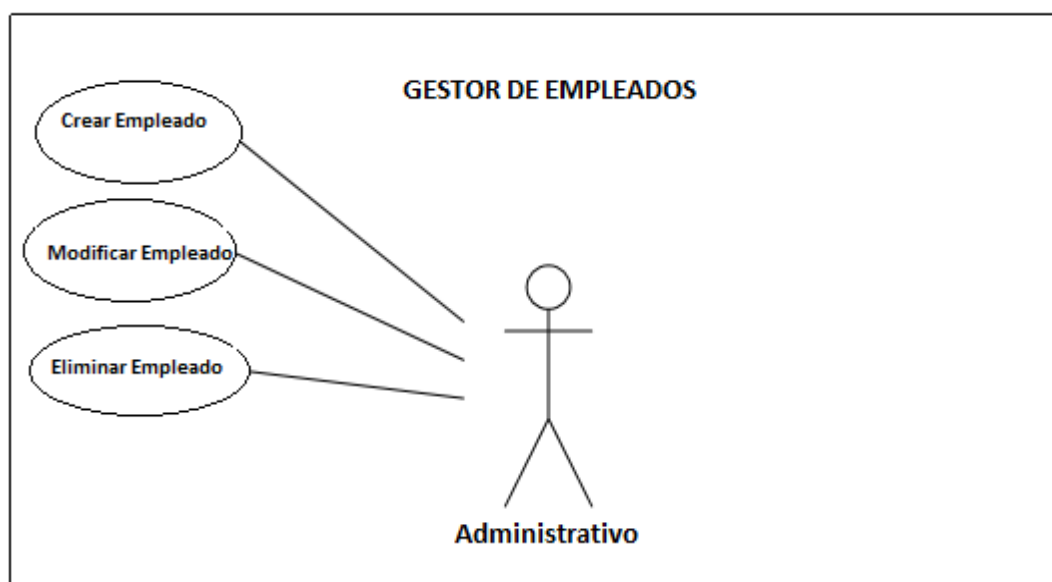 GESTOR DE EMPLEADOS
Crear Empleado
Modificar Empleado
Eliminar Empleado
Administrativo